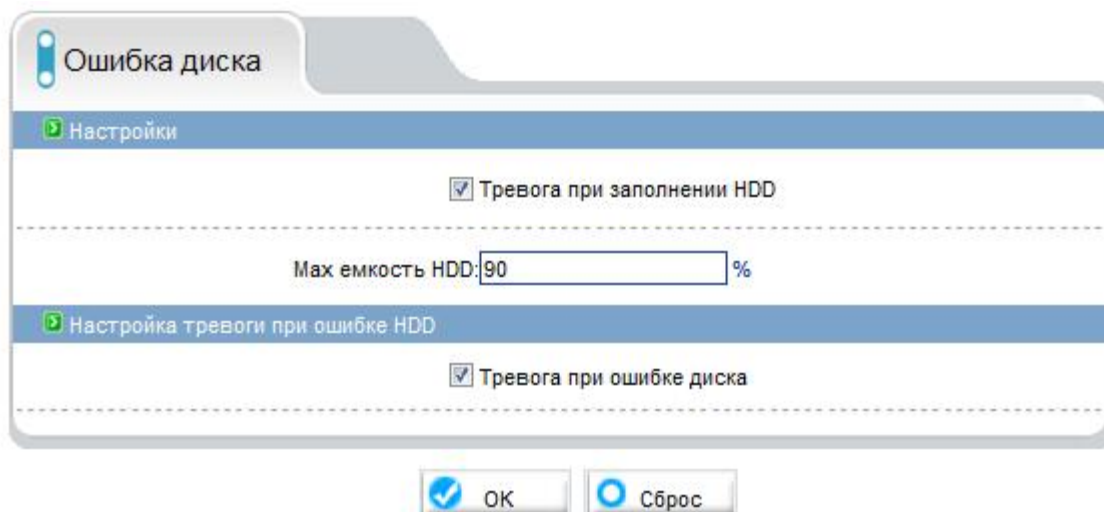 Ошибка диска
Настройки
Тревога при заполнении HDD
Мах емкость HDD:90 %
Настройка тревоги при ошибке HDD
Тревога при ошибке диска
OK Сброс